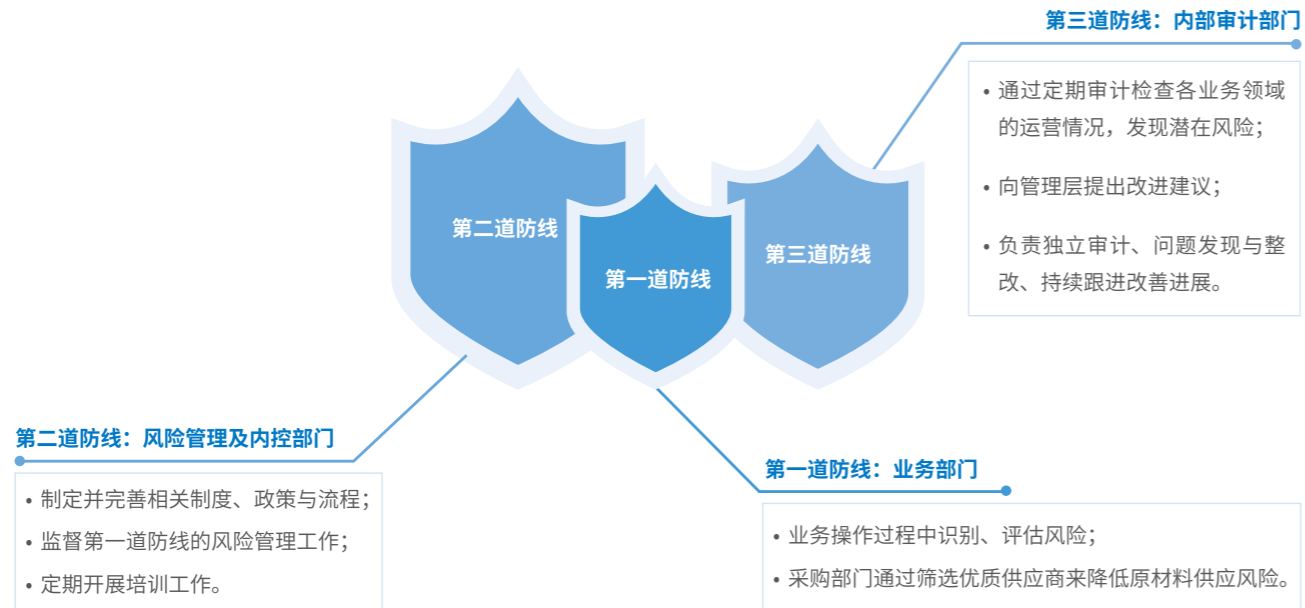 第三道防线：内部审计部门
• 通过定期审计检查各业务领域
的运营情况，发现潜在风险；
• 向管理层提出改进建议；
• 负责独立审计、问题发现与整
改、持续跟进改善进展。
第二道防线
第一道防线
第三道防线
第二道防线：风险管理及内控部门
• 制定并完善相关制度、政策与流程；
• 监督第一道防线的风险管理工作；
• 定期开展培训工作。
第一道防线：业务部门
• 业务操作过程中识别、评估风险；
• 采购部门通过筛选优质供应商来降低原材料供应风险。